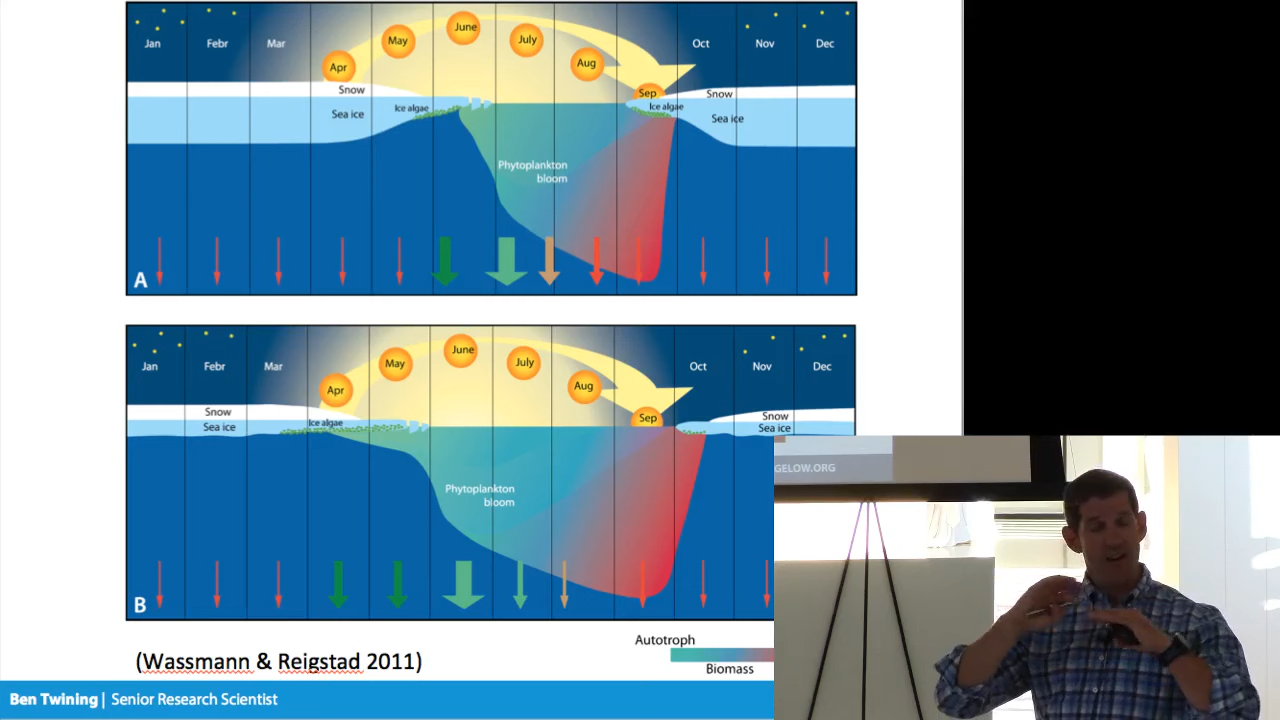 Jan Febr Mar Apr May June July Aug Sep Oct Nov Dec
Snow Snow
Sea ice Ice algae Ice algae Sea ice
Phytoplankton
bloom
A
Jan Febr Mar Apr May June July Aug Sep Oct Nov Dec
Snow Snow
Sea ice Ice algae Sea ice
Phytoplankton
bloom
B
Autotroph
Biomass
(Wassmann & Reigstad 2011)
Ben Twining | Senior Research Scientist
GELOW.ORG